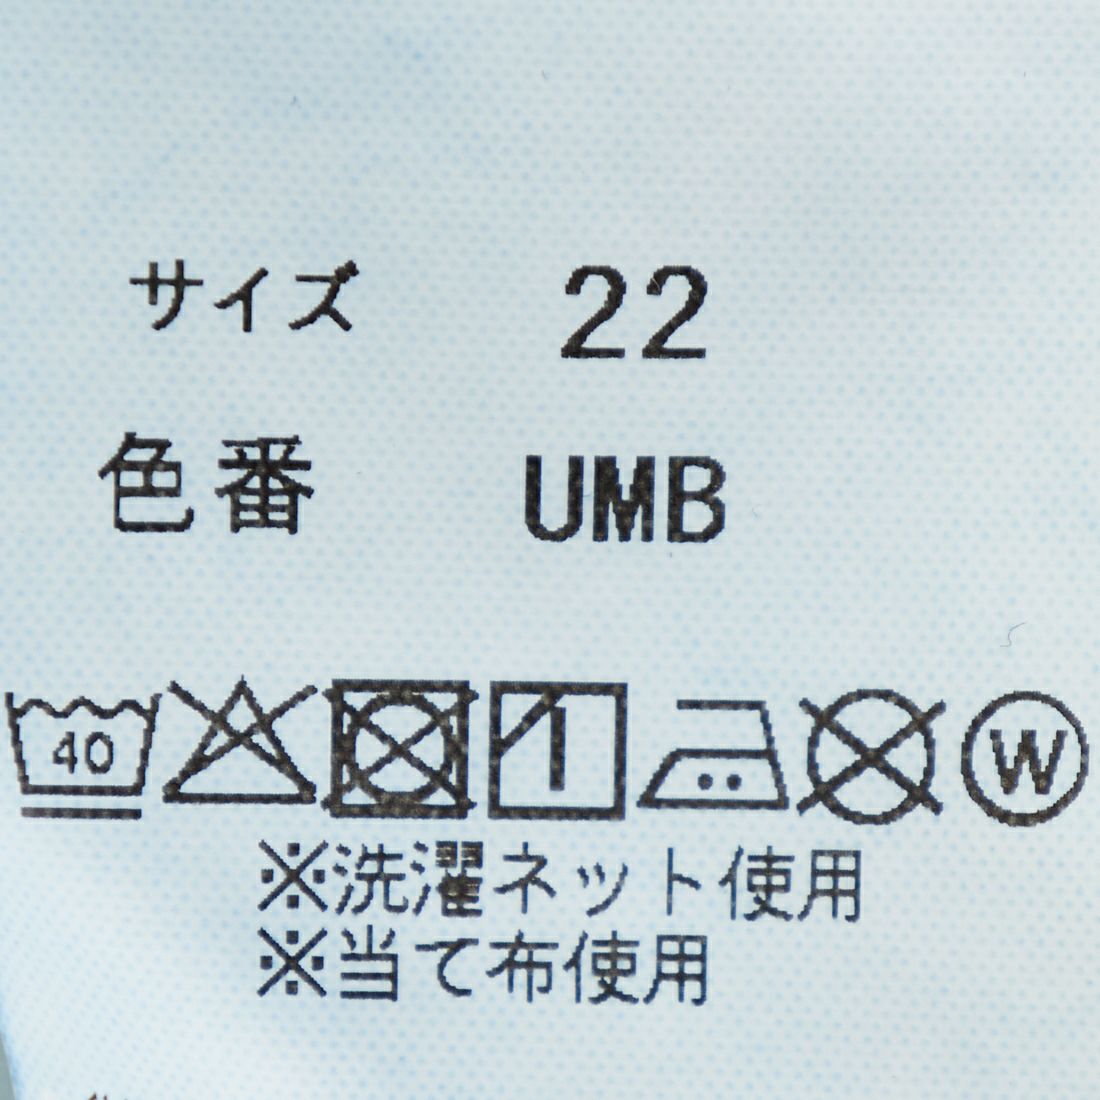 サイズ 22
色番 UMB
40
W
※洗濯ネット使用
※当て布使用